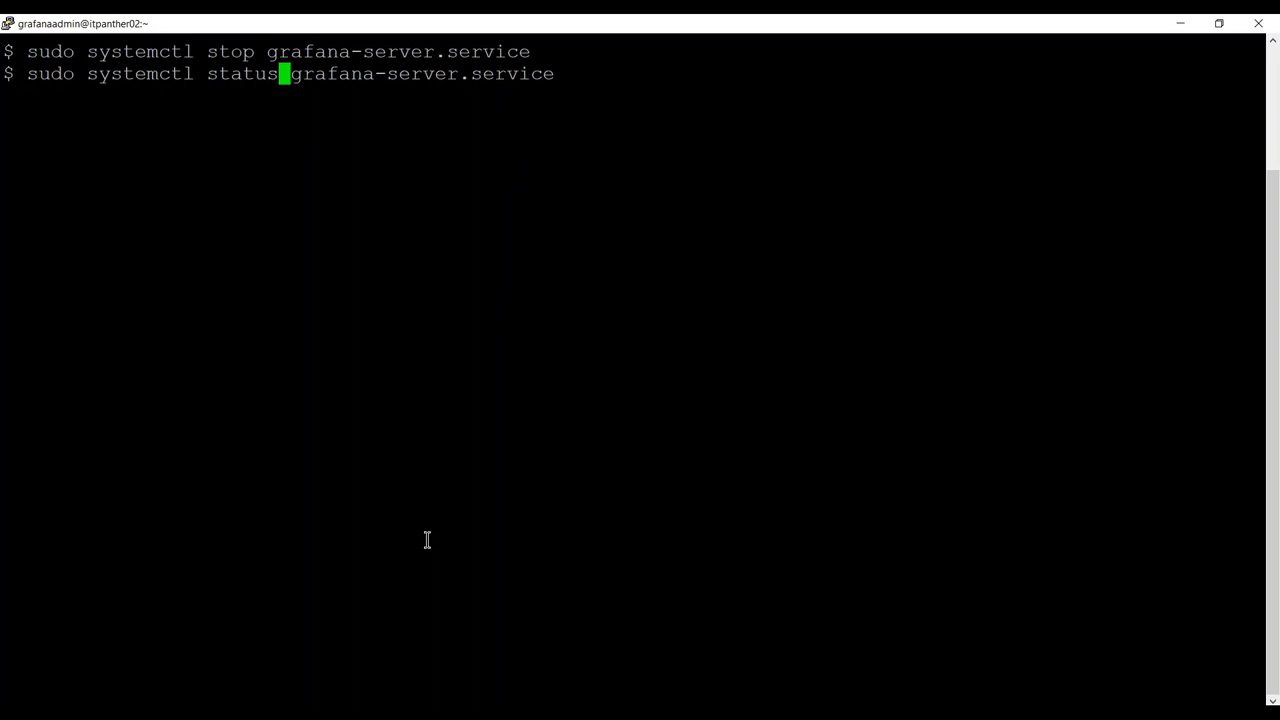 grafanaadmin@itpanther02:~
$ sudo systemctl stop grafana-server.service
$ sudo systemctl status grafana-server.service